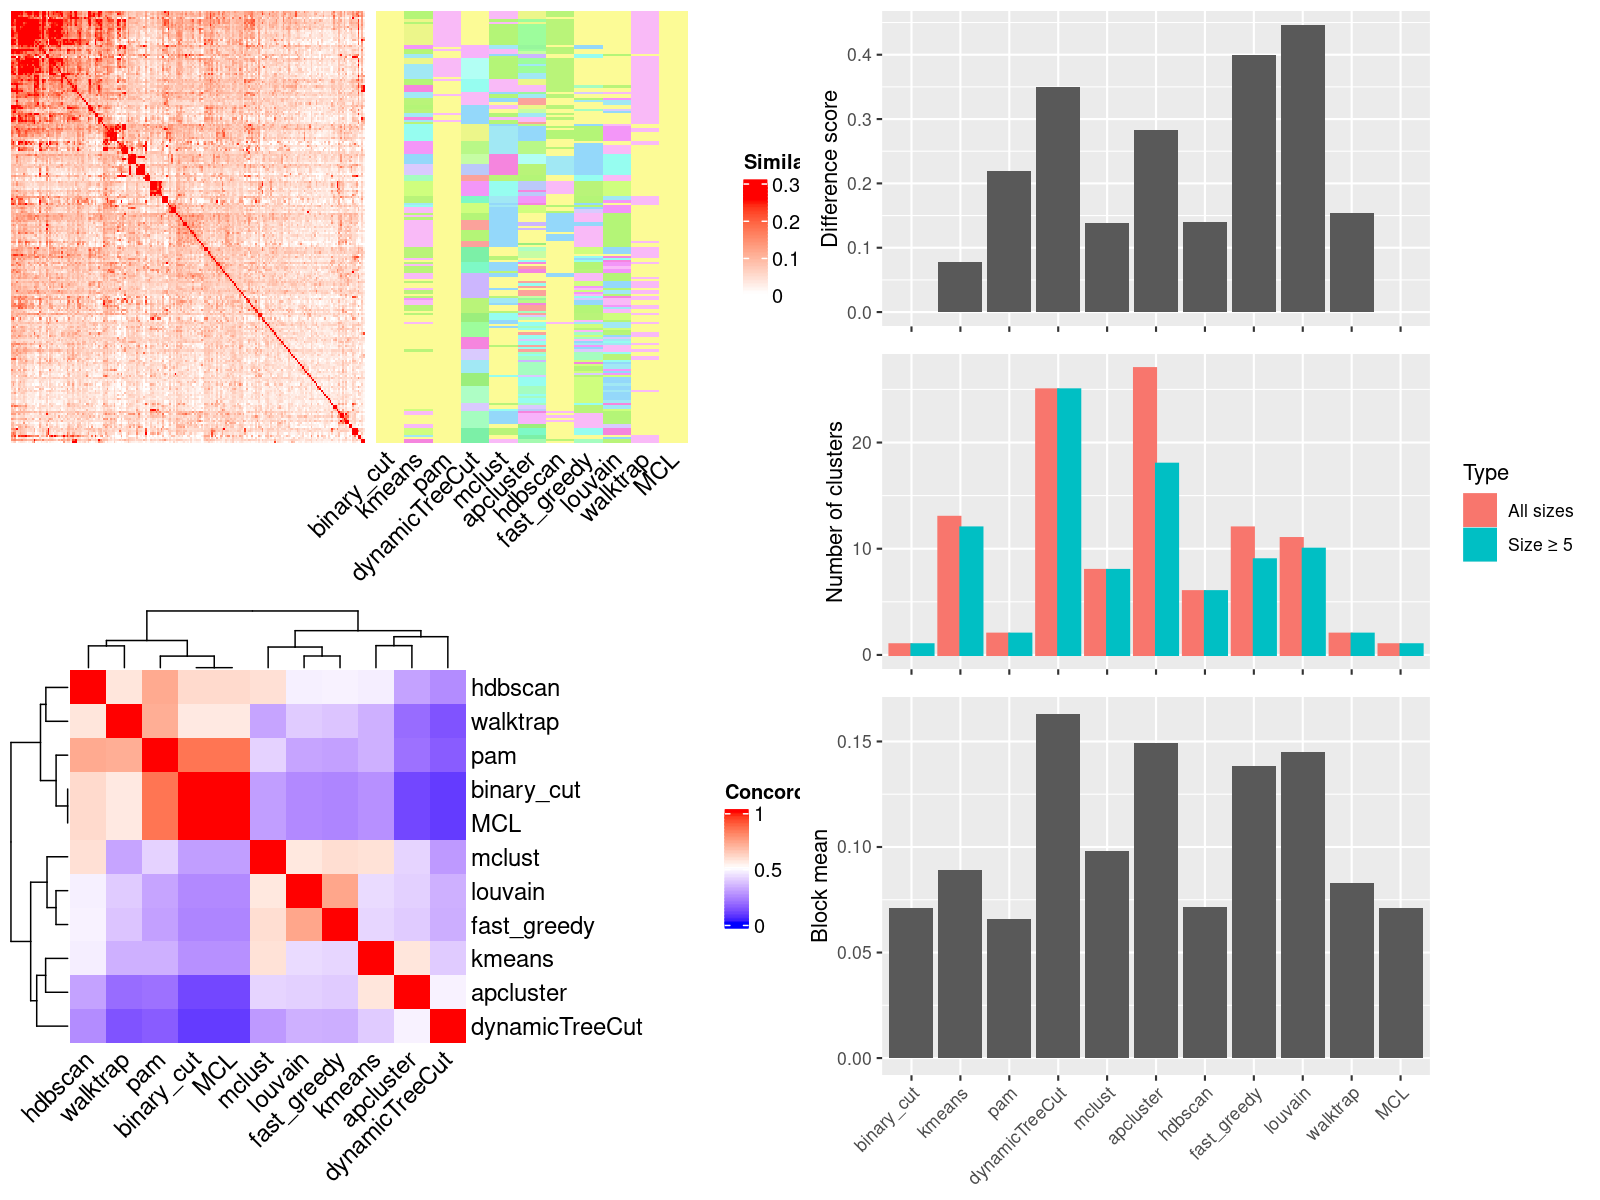 Simila
0.3
0.2
0.1
0
binary_cut
kmeans
pam
dynamicTreeCut
mclust
apcluster
hdbscan
fast_greedy
louvain
walktrap
MCL
hdbscan
walktrap
pam
binary_cut
MCL
mclust
louvain
fast_greedy
kmeans
apcluster
dynamicTreeCut
hdbscan
walktrap
pam
binary_cut
MCL
mclust
louvain
fast_greedy
kmeans
apcluster
dynamicTreeCut
Concord
1
0.5
0
Difference score
0.4
0.3
0.2
0.1
0.0
Number of clusters
20
10
0
Type
All sizes
Size ≥ 5
Block mean
0.15
0.10
0.05
0.00
binary_cut
kmeans
pam
dynamicTreeCut
mclust
apcluster
hdbscan
fast_greedy
louvain
walktrap
MCL